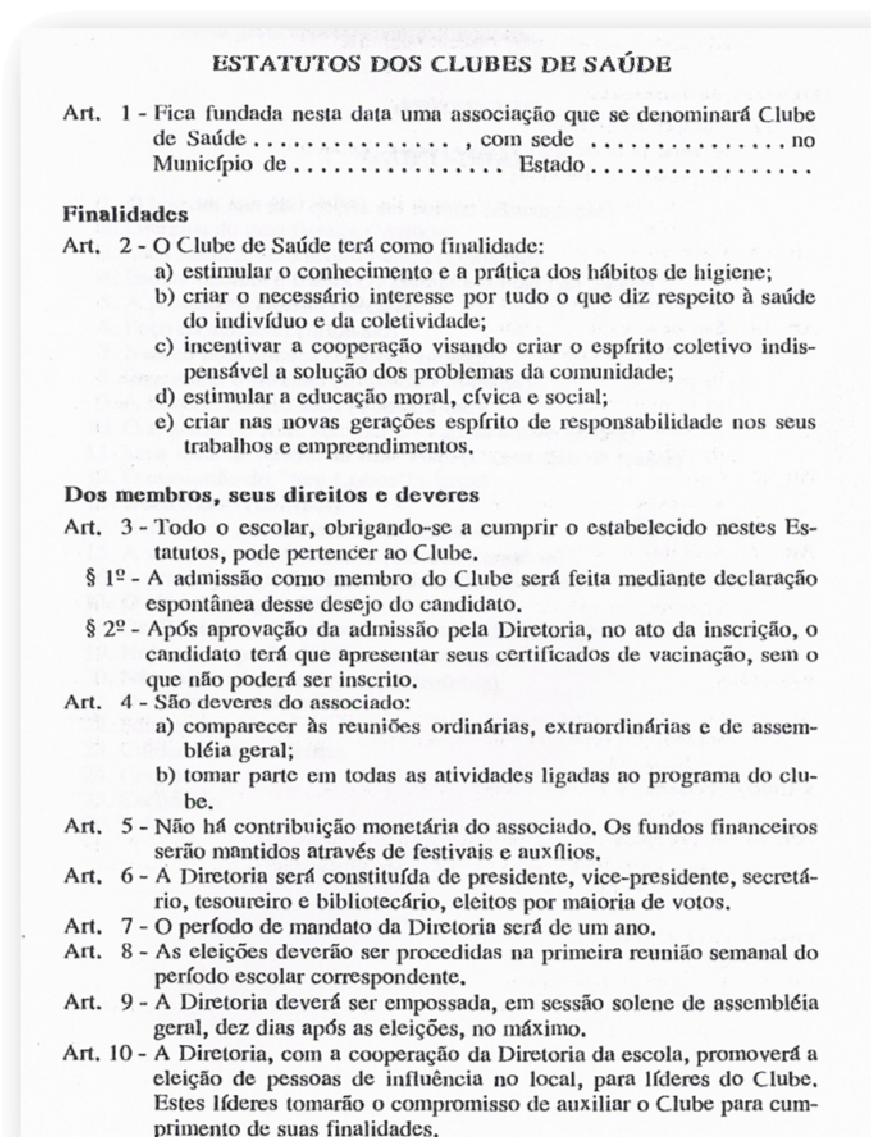 ESTATUTOS DOS CLUBES DE SAÚDE
Art. 1 - Fica fundada nesta data uma associação que se denominará Clube
de Saúde . . . . . . . . . . . . . . . . , com sede . . . . . . . . . . . . . . no
Município de . . . . . . . . . . . . . . . Estado . . . . . . . . . . . . . . . .
Finalidades
Art. 2 - O Clube de Saúde terá como finalidade:
a) estimular o conhecimento e a prática dos hábitos de higiene;
b) criar o necessário interesse por tudo o que diz respeito à saúde
do indivíduo e da coletividade;
c) incentivar a cooperação visando criar o espírito coletivo indis-
pensável a solução dos problemas da comunidade;
d) estimular a educação moral, cívica e social;
e) criar nas novas gerações espírito de responsabilidade nos seus
trabalhos e empreendimentos.
Dos membros, seus direitos e deveres
Art. 3 - Todo o escolar, obrigando-se a cumprir o estabelecido nestes Es-
tatutos, pode pertencer ao Clube.
§ 1º - A admissão como membro do Clube será feita mediante declaração
espontânea desse desejo do candidato.
§ 2º - Após aprovação da admissão pela Diretoria, no ato da inscrição, o
candidato terá que apresentar seus certificados de vacinação, sem o
que não poderá ser inscrito.
Art. 4 - São deveres do associado:
a) comparecer às reuniões ordinárias, extraordinárias e de assem-
bléia geral;
b) tomar parte em todas as atividades ligadas ao programa do clu-
be.
Art. 5 - Não há contribuição monetária do associado. Os fundos financeiros
serão mantidos através de festivais e auxílios.
Art. 6 - A Diretoria será constituída de presidente, vice-presidente, secretá-
rio, tesoureiro e bibliotecário, eleitos por maioria de votos.
Art. 7 - O período de mandato da Diretoria será de um ano.
Art. 8 - As eleições deverão ser procedidas na primeira reunião semanal do
período escolar correspondente.
Art. 9 - A Diretoria deverá ser empossada, em sessão solene de assembléia
geral, dez dias após as eleições, no máximo.
Art. 10 - A Diretoria, com a cooperação da Diretoria da escola, promoverá a
eleição de pessoas de influência no local, para líderes do Clube.
Estes líderes tomarão o compromisso de auxiliar o Clube para cum-
primento de suas finalidades.